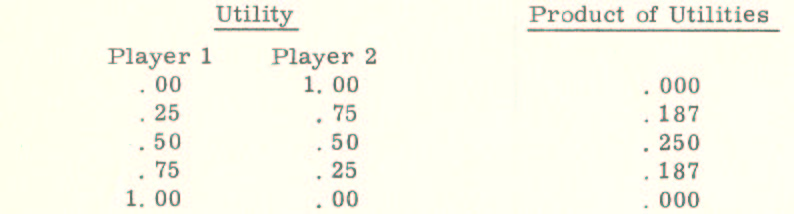 Utility Product of Utilities
Player 1 Player 2
.00 1.00 .000
.25 .75 .187
.50 .50 .250
.75 .25 .187
1.00 .00 .000